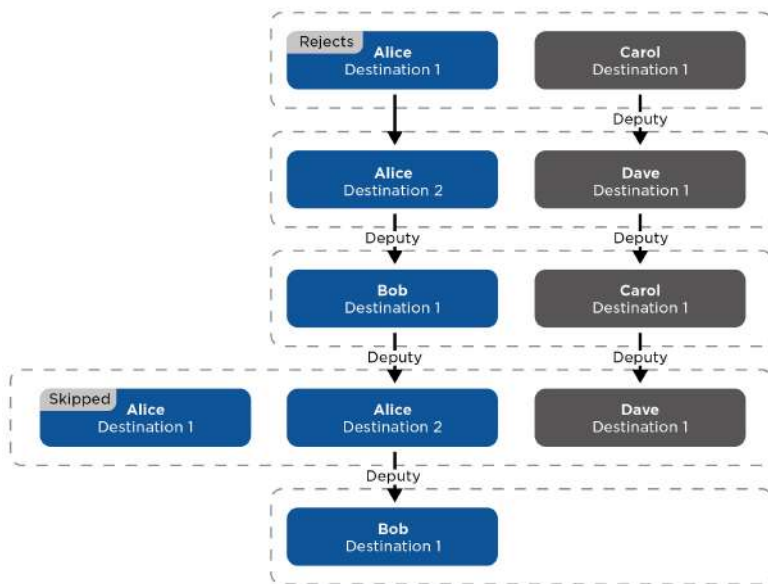 Rejects
Alice
Destination 1
Carol
Destination 1
Deputy
Alice
Destination 2
Dave
Destination 1
Deputy
Deputy
Bob
Destination 1
Carol
Destination 1
Deputy
Deputy
Skipped
Alice
Destination 1
Alice
Destination 2
Dave
Destination 1
Deputy
Bob
Destination 1